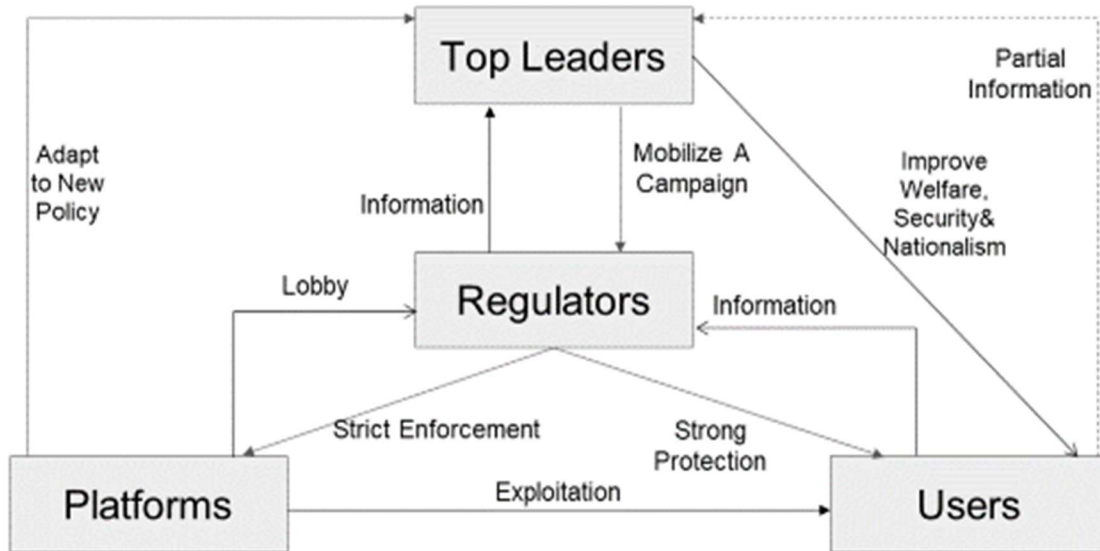 Top Leaders
Partial
Information
Adapt
to New
Policy
Mobilize A
Campaign
Improve
Welfare,
Security&
Nationalism
Information
Lobby
Regulators
Information
Strict Enforcement
Strong
Protection
Platforms
Exploitation
Users